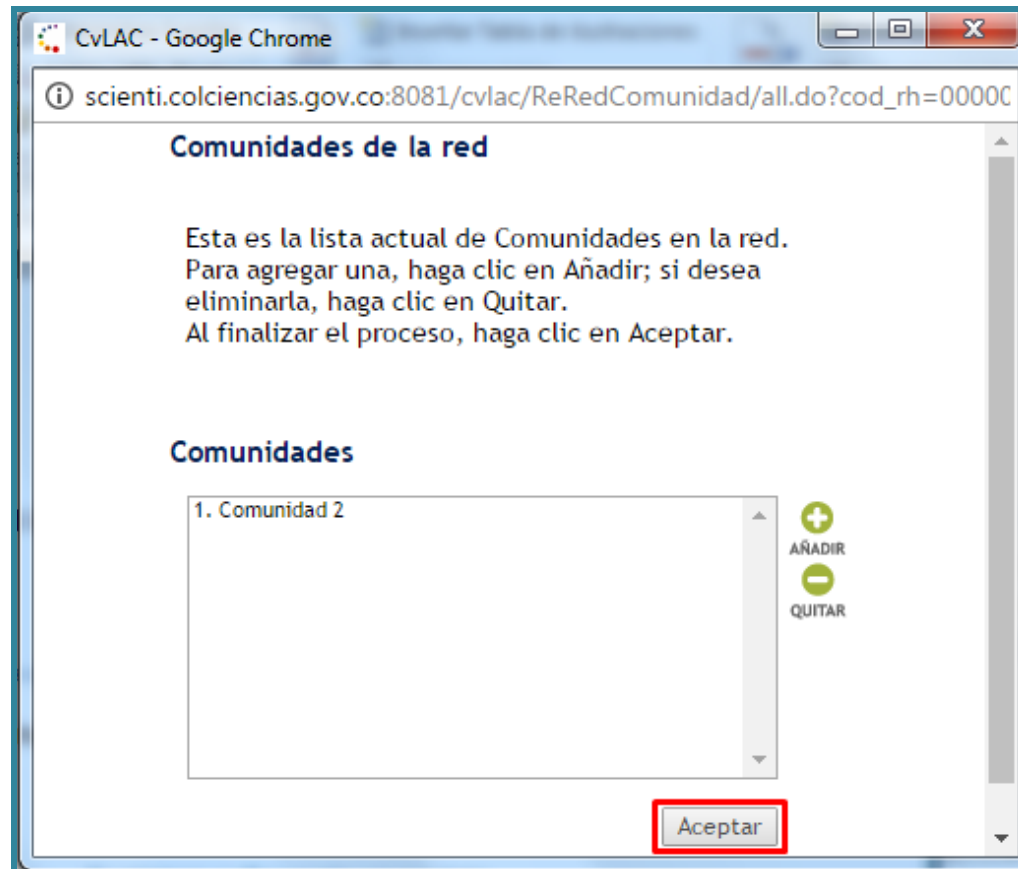 CvLAC - Google Chrome
scienti.colciencias.gov.co:8081/cvlac/ReRedComunidad/all.do?cod_rh=00000
Comunidades de la red
Esta es la lista actual de Comunidades en la red.
Para agregar una, haga clic en Añadir; si desea
eliminarla, haga clic en Quitar.
Al finalizar el proceso, haga clic en Aceptar.
Comunidades
1. Comunidad 2
AÑADIR
QUITAR
Aceptar